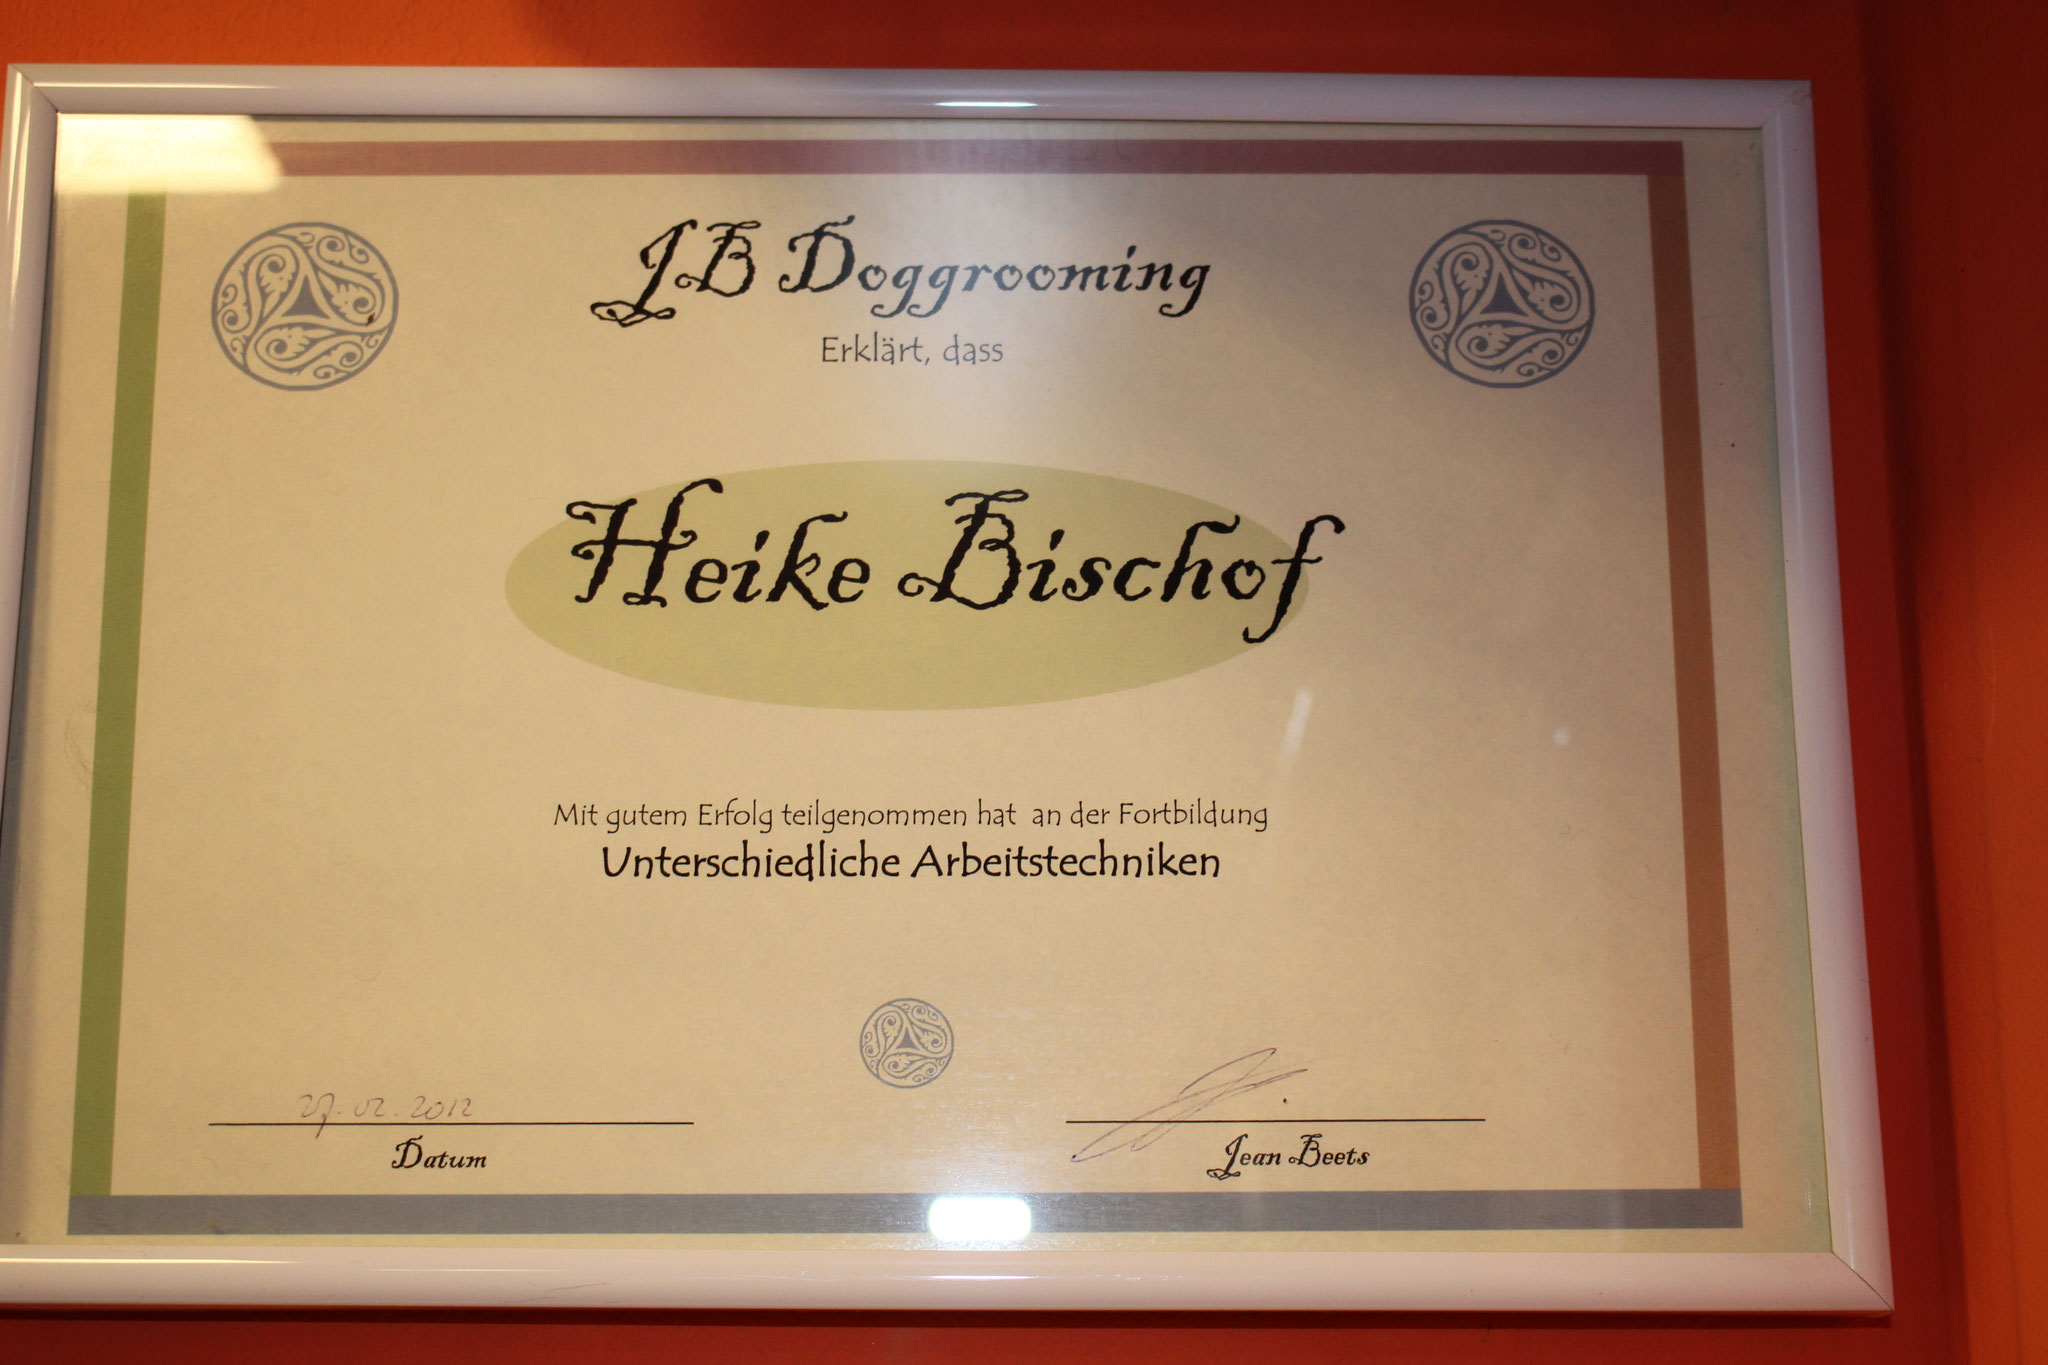 JB Doggrooming
Erklärt, dass
Heike Bischof
Mit gutem Erfolg teilgenommen hat an der Fortbildung
Unterschiedliche Arbeitstechniken
27.02.2012
Datum
Jean Beets